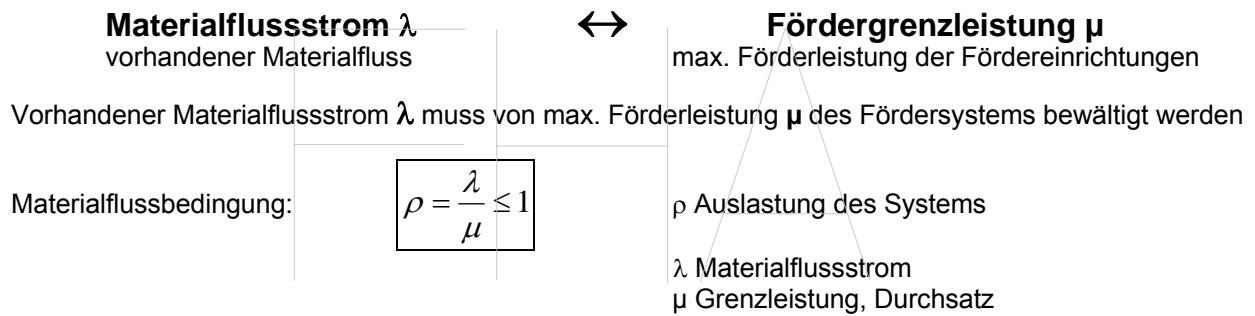 Materialflussstrom λ ↔ Fördergrenzleistung µ
vorhandener Materialfluss max. Förderleistung der Fördereinrichtungen
Vorhandener Materialflussstrom λ muss von max. Förderleistung µ des Fördersystems bewältigt werden
Materialflussbedingung: ρ = λ/μ ≤ 1 ρ Auslastung des Systems
λ Materialflussstrom
µ Grenzleistung, Durchsatz